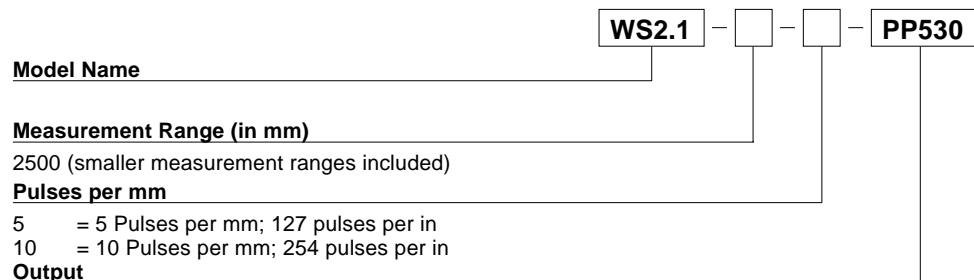 WS2.1 – – – PP530
Model Name
Measurement Range (in mm)
2500 (smaller measurement ranges included)
Pulses per mm
5 = 5 Pulses per mm; 127 pulses per in
10 = 10 Pulses per mm; 254 pulses per in
Output